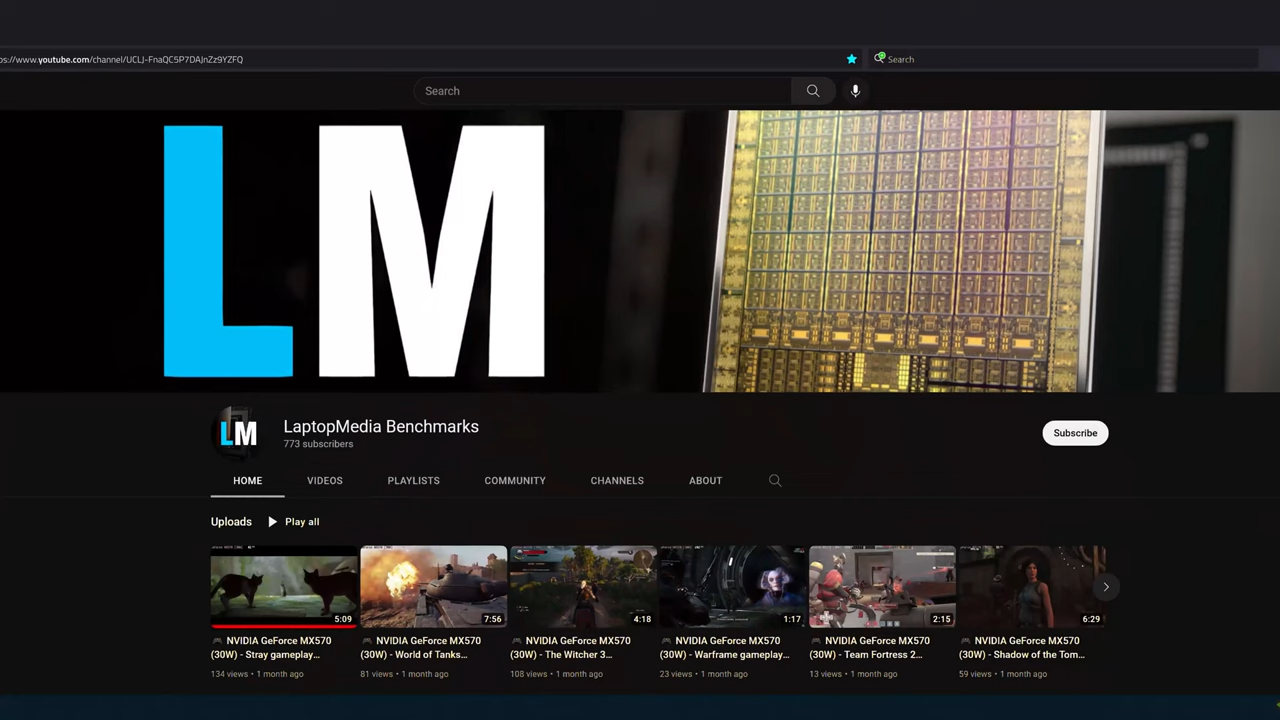 ps://www.youtube.com/channel/UCLJ-FnaQC5P7DAJnZz9YZFQ
Search
Search
LM
LM
LaptopMedia Benchmarks
773 subscribers
Subscribe
HOME
VIDEOS
PLAYLISTS
COMMUNITY
CHANNELS
ABOUT
Uploads
Play all
5:09
7:56
4:18
1:17
2:15
6:29
NVIDIA GeForce MX570
(30W) - Stray gameplay...
134 views • 1 month ago
NVIDIA GeForce MX570
(30W) - World of Tanks...
81 views • 1 month ago
NVIDIA GeForce MX570
(30W) - The Witcher 3...
108 views • 1 month ago
NVIDIA GeForce MX570
(30W) - Warframe gameplay...
23 views • 1 month ago
NVIDIA GeForce MX570
(30W) - Team Fortress 2...
13 views • 1 month ago
NVIDIA GeForce MX570
(30W) - Shadow of the Tom...
59 views • 1 month ago